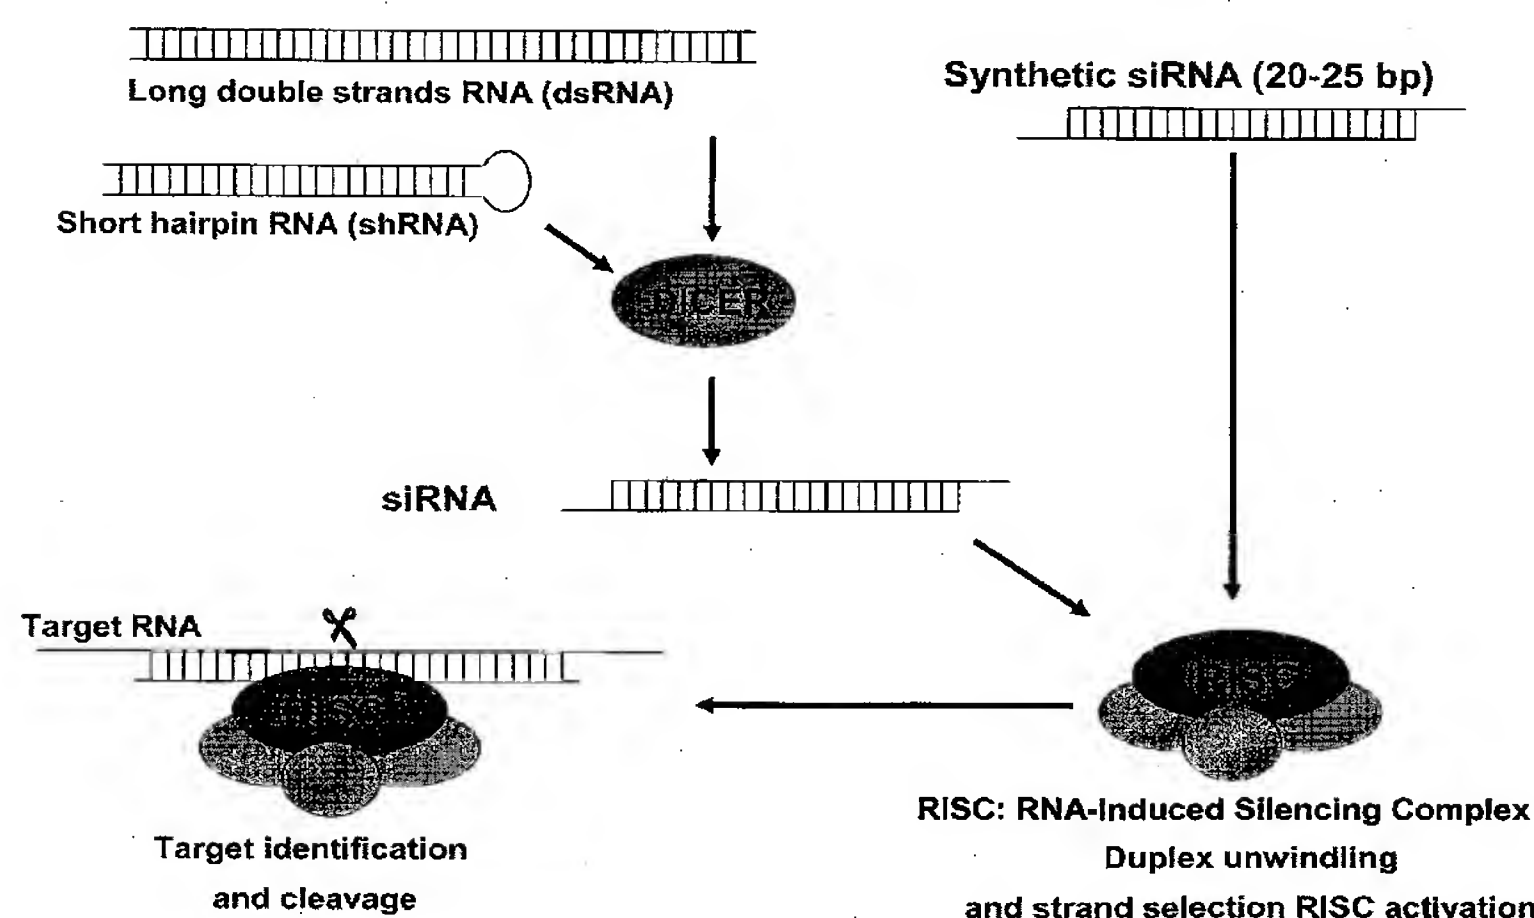 Long double strands RNA (dsRNA)
Synthetic siRNA (20-25 bp)
Short hairpin RNA (shRNA)
DICER
siRNA
Target RNA
RISC
RISC
RISC: RNA-Induced Silencing Complex
Duplex unwindling
and strand selection RISC activation
Target identification
and cleavage